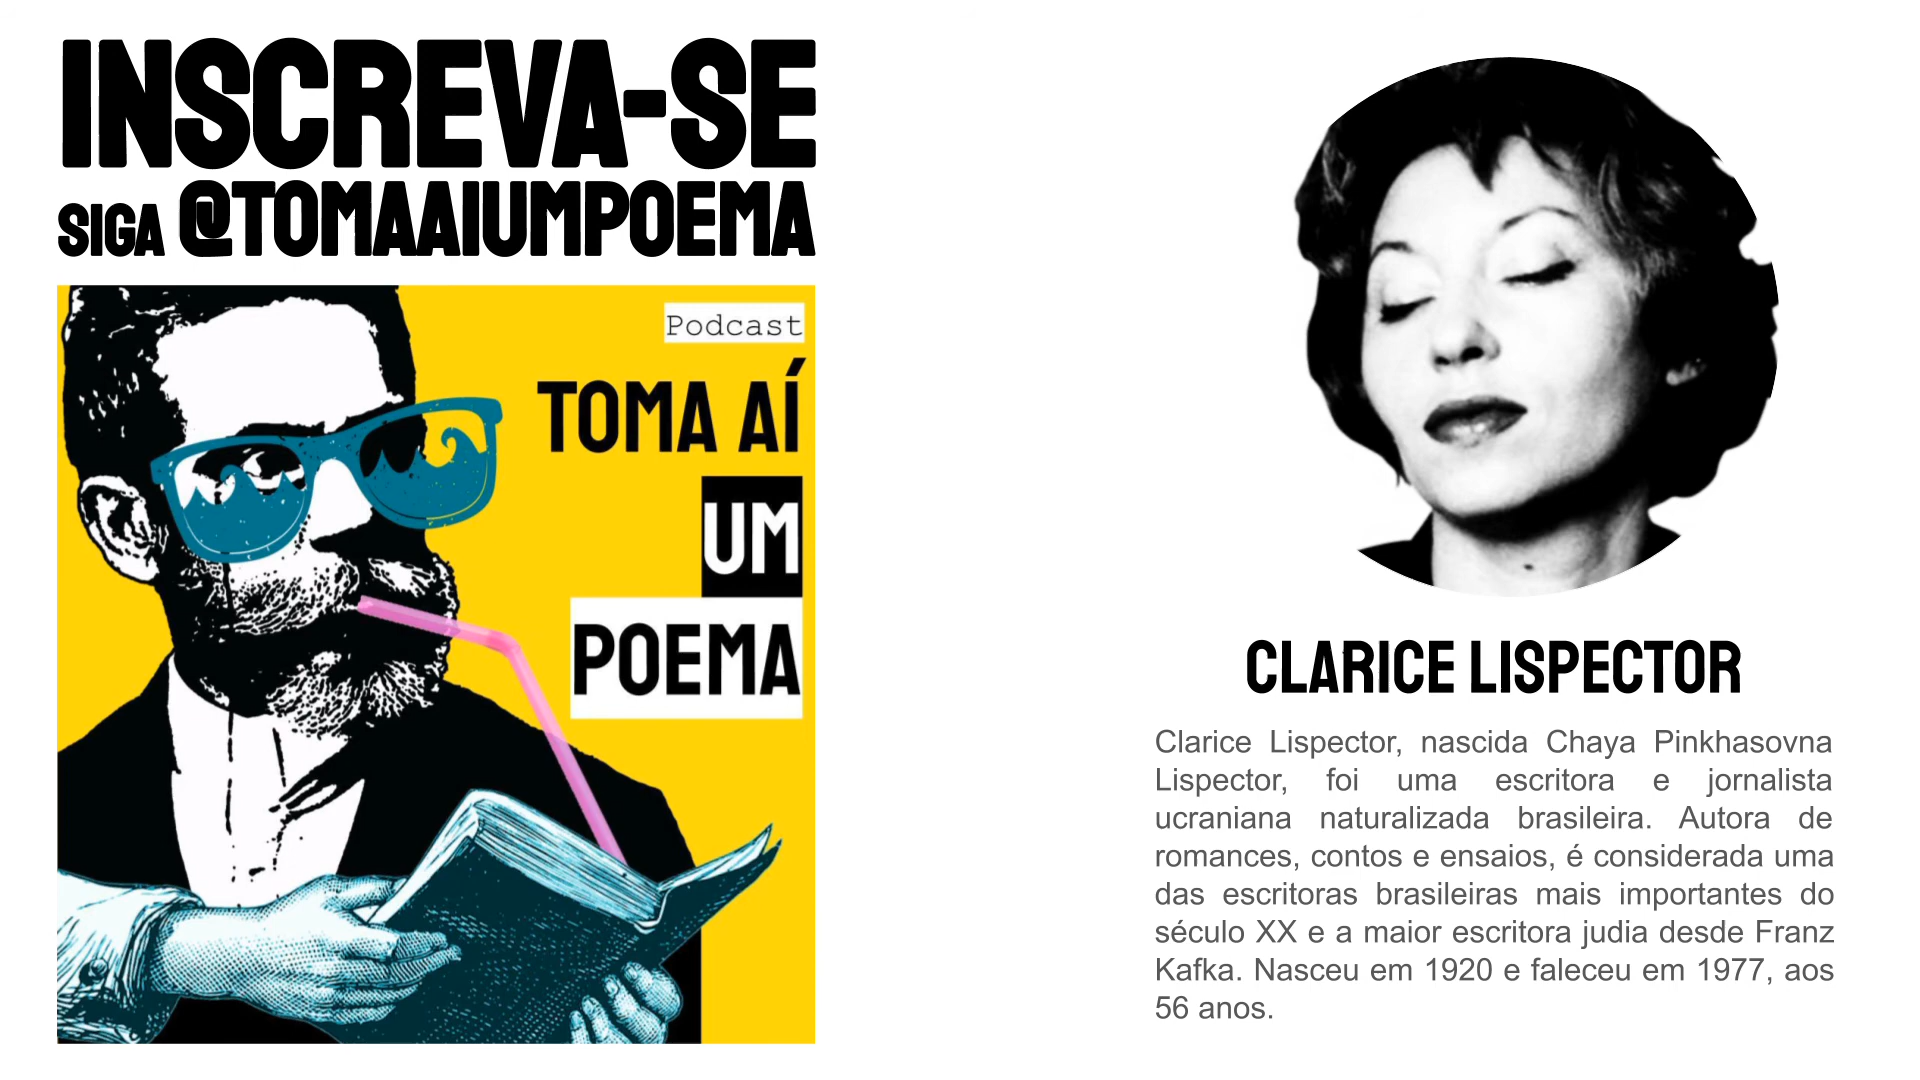 INSCREVA-SE
SIGA @TOMAAIUMPOEMA
Podcast
TOMA AÍ
UM
POEMA
CLARICE LISPECTOR
Clarice Lispector, nascida Chaya Pinkhasovna
Lispector, foi uma escritora e jornalista
ucraniana naturalizada brasileira. Autora de
romances, contos e ensaios, é considerada uma
das escritoras brasileiras mais importantes do
século XX e a maior escritora judia desde Franz
Kafka. Nasceu em 1920 e faleceu em 1977, aos
56 anos.